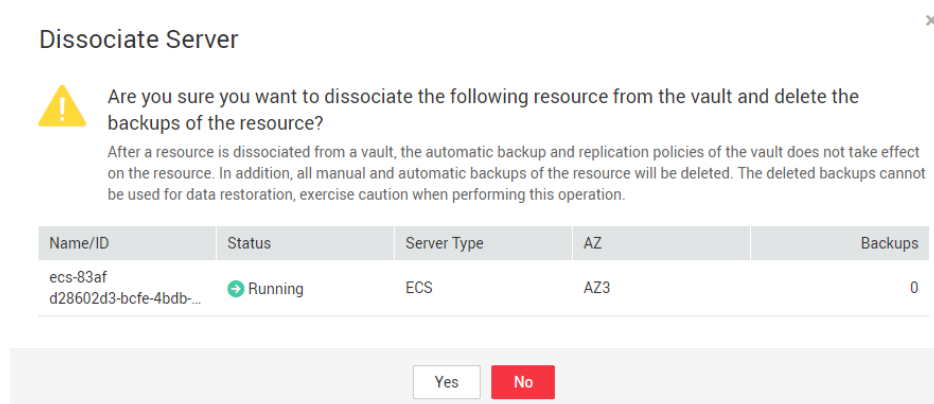 Dissociate Server
Are you sure you want to dissociate the following resource from the vault and delete the
backups of the resource?
After a resource is dissociated from a vault, the automatic backup and replication policies of the vault does not take effect
on the resource. In addition, all manual and automatic backups of the resource will be deleted. The deleted backups cannot
be used for data restoration, exercise caution when performing this operation.
Name/ID Status Server Type AZ Backups
ecs-83af
d28602d3-bcfe-4bdb-... Running ECS AZ3 0
Yes No